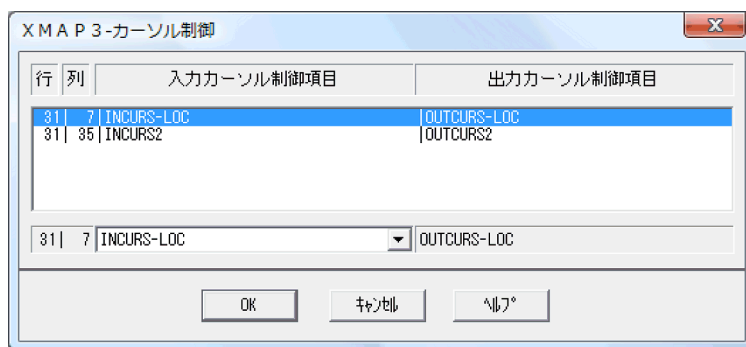 XMAP3-カーソル制御
行 列 入力カーソル制御項目 出力カーソル制御項目
31| 7|INCURS-LOC |OUTCURS-LOC
31| 35|INCURS2 |OUTCURS2
31| 7 INCURS-LOC OUTCURS-LOC
OK ｷｬﾝｾﾙ ﾍﾙﾌﾟ